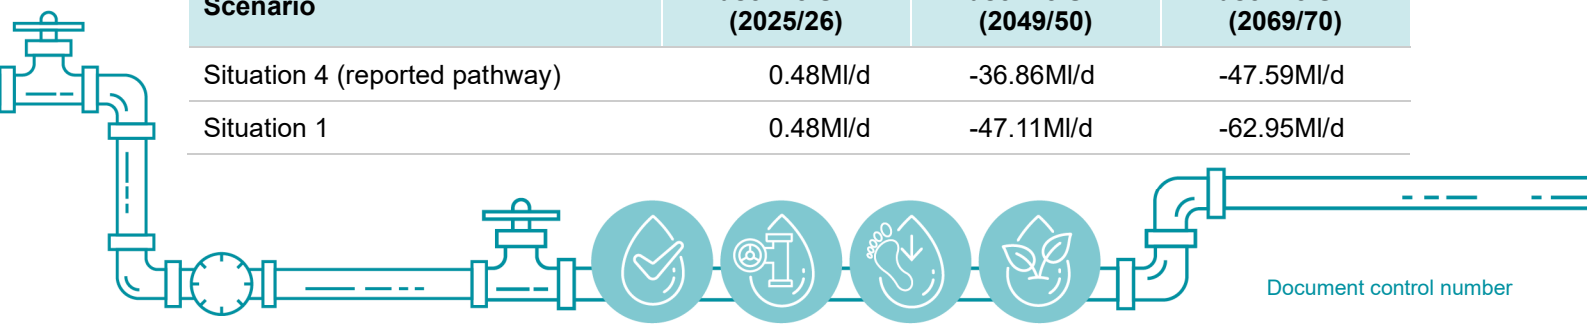 Scenario
(2025/26) (2049/50) (2069/70)
Situation 4 (reported pathway) 0.48Ml/d -36.86Ml/d -47.59Ml/d
Situation 1 0.48Ml/d -47.11Ml/d -62.95Ml/d
Document control number